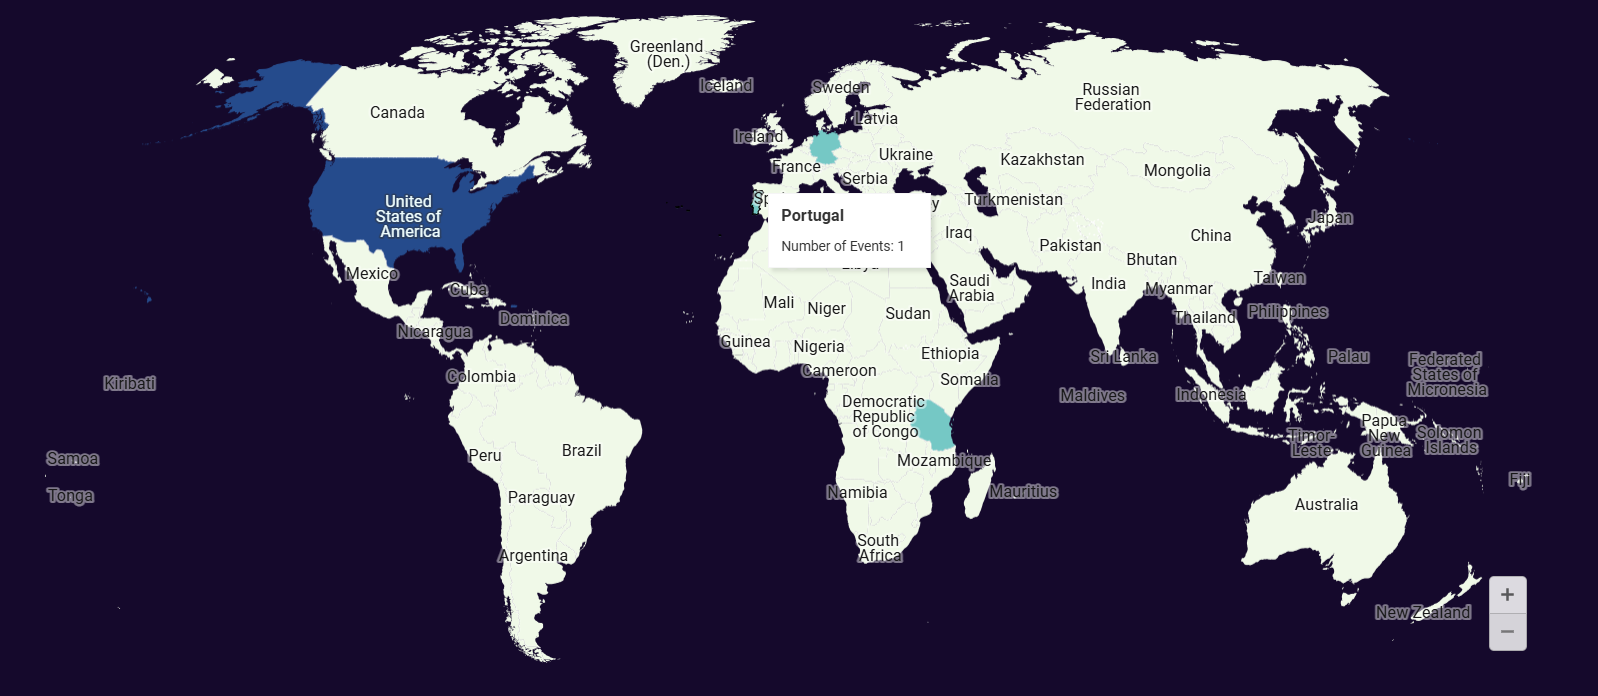 Greenland
(Den.)
Iceland
Sweden
Russian
Federation
Canada
Latvia
Ireland
Ukraine
Kazakhstan
France
Mongolia
Serbia
United
States of
America
Turkmenistan
Portugal
Number of Events: 1
Japan
Iraq
China
Pakistan
Bhutan
Mexico
Libya
Saudi
Arabia
India
Taiwan
Cuba
Myanmar
Mali
Niger
Sudan
Dominica
Thailand
Philippines
Nicaragua
Guinea
Nigeria
Ethiopia
Sri Lanka
Palau
Federated
States of
Micronesia
Kiribati
Colombia
Cameroon
Somalia
Maldives
Indonesia
Democratic
Republic
of Congo
Papua
New
Guinea
Solomon
Islands
Timor-
Leste
Samoa
Peru
Brazil
Mozambique
Fiji
Tonga
Paraguay
Namibia
Mauritius
Australia
South
Africa
Argentina
New Zealand
+
−